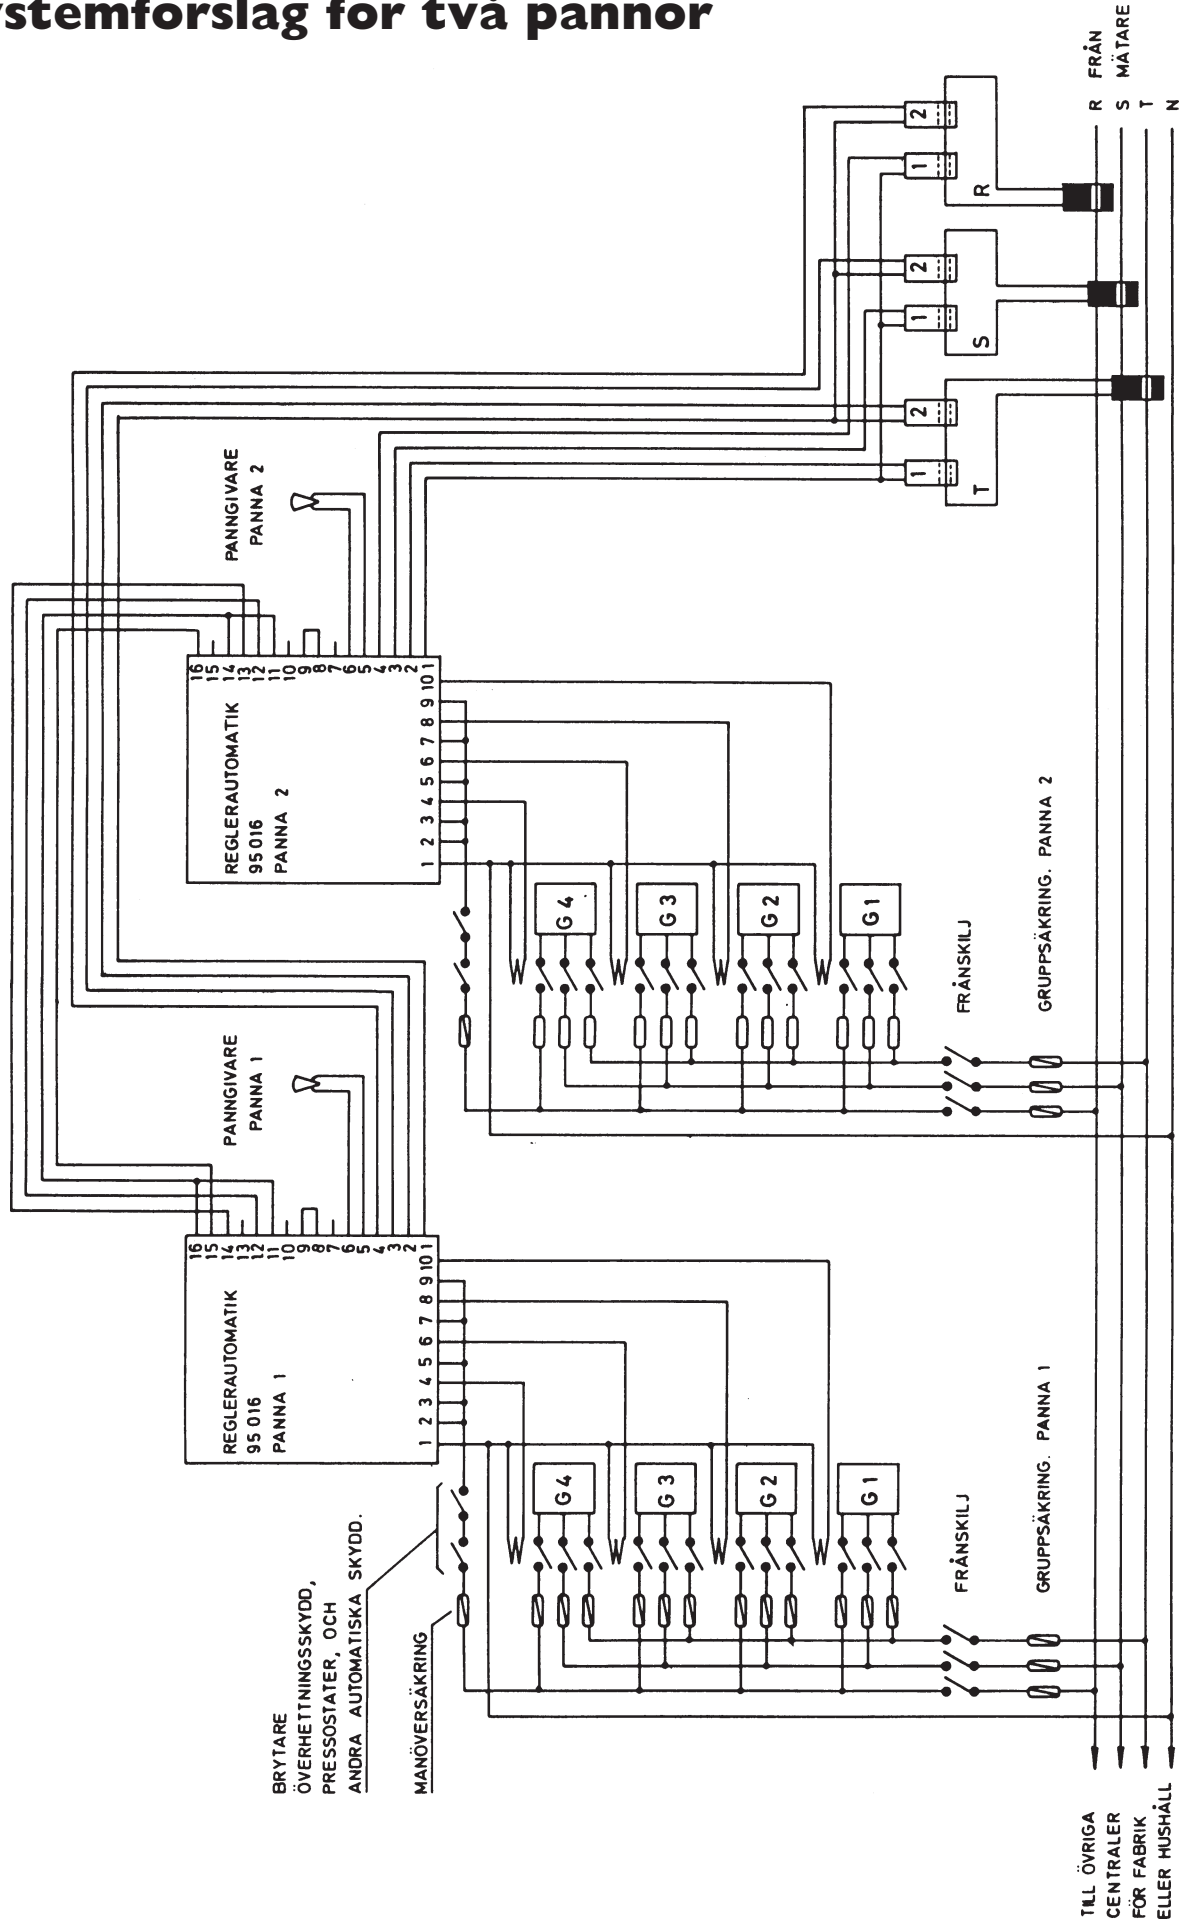 ystemförslag för två pannor
R FRÅN
S MÄTARE
T
N
2
1
R
2
1
S
2
1
T
PANNGIVARE
PANNA 2
16
15
14
13
12
11
10
9
8
7
6
5
4
3
2
1
REGLERAUTOMATIK
95016
PANNA 2
10
9
8
7
6
5
4
3
2
1
G 4
G 3
G 2
G 1
FRÅNSKILJ
GRUPPSÄKRING. PANNA 2
PANNGIVARE
PANNA 1
16
15
14
13
12
11
10
9
8
7
6
5
4
3
2
1
REGLERAUTOMATIK
95016
PANNA 1
10
9
8
7
6
5
4
3
2
1
G 4
G 3
G 2
G 1
FRÅNSKILJ
GRUPPSÄKRING. PANNA 1
BRYTARE
ÖVERHETTNINGSSKYDD,
PRESSOSTATER, OCH
ANDRA AUTOMATISKA SKYDD.
MANÖVERSÄKRING
TILL ÖVRIGA
CENTRALER
FÖR FABRIK
ELLER HUSHÅLL